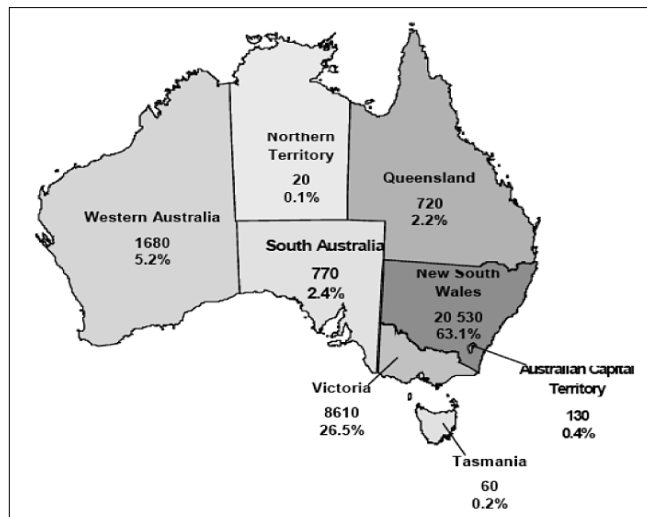 Northern
Territory
20
0.1%
Queensland
720
2.2%
Western Australia
1680
5.2%
South Australia
770
2.4%
New South
Wales
20 530
63.1%
Australian Capital
Territory
130
0.4%
Victoria
8610
26.5%
Tasmania
60
0.2%